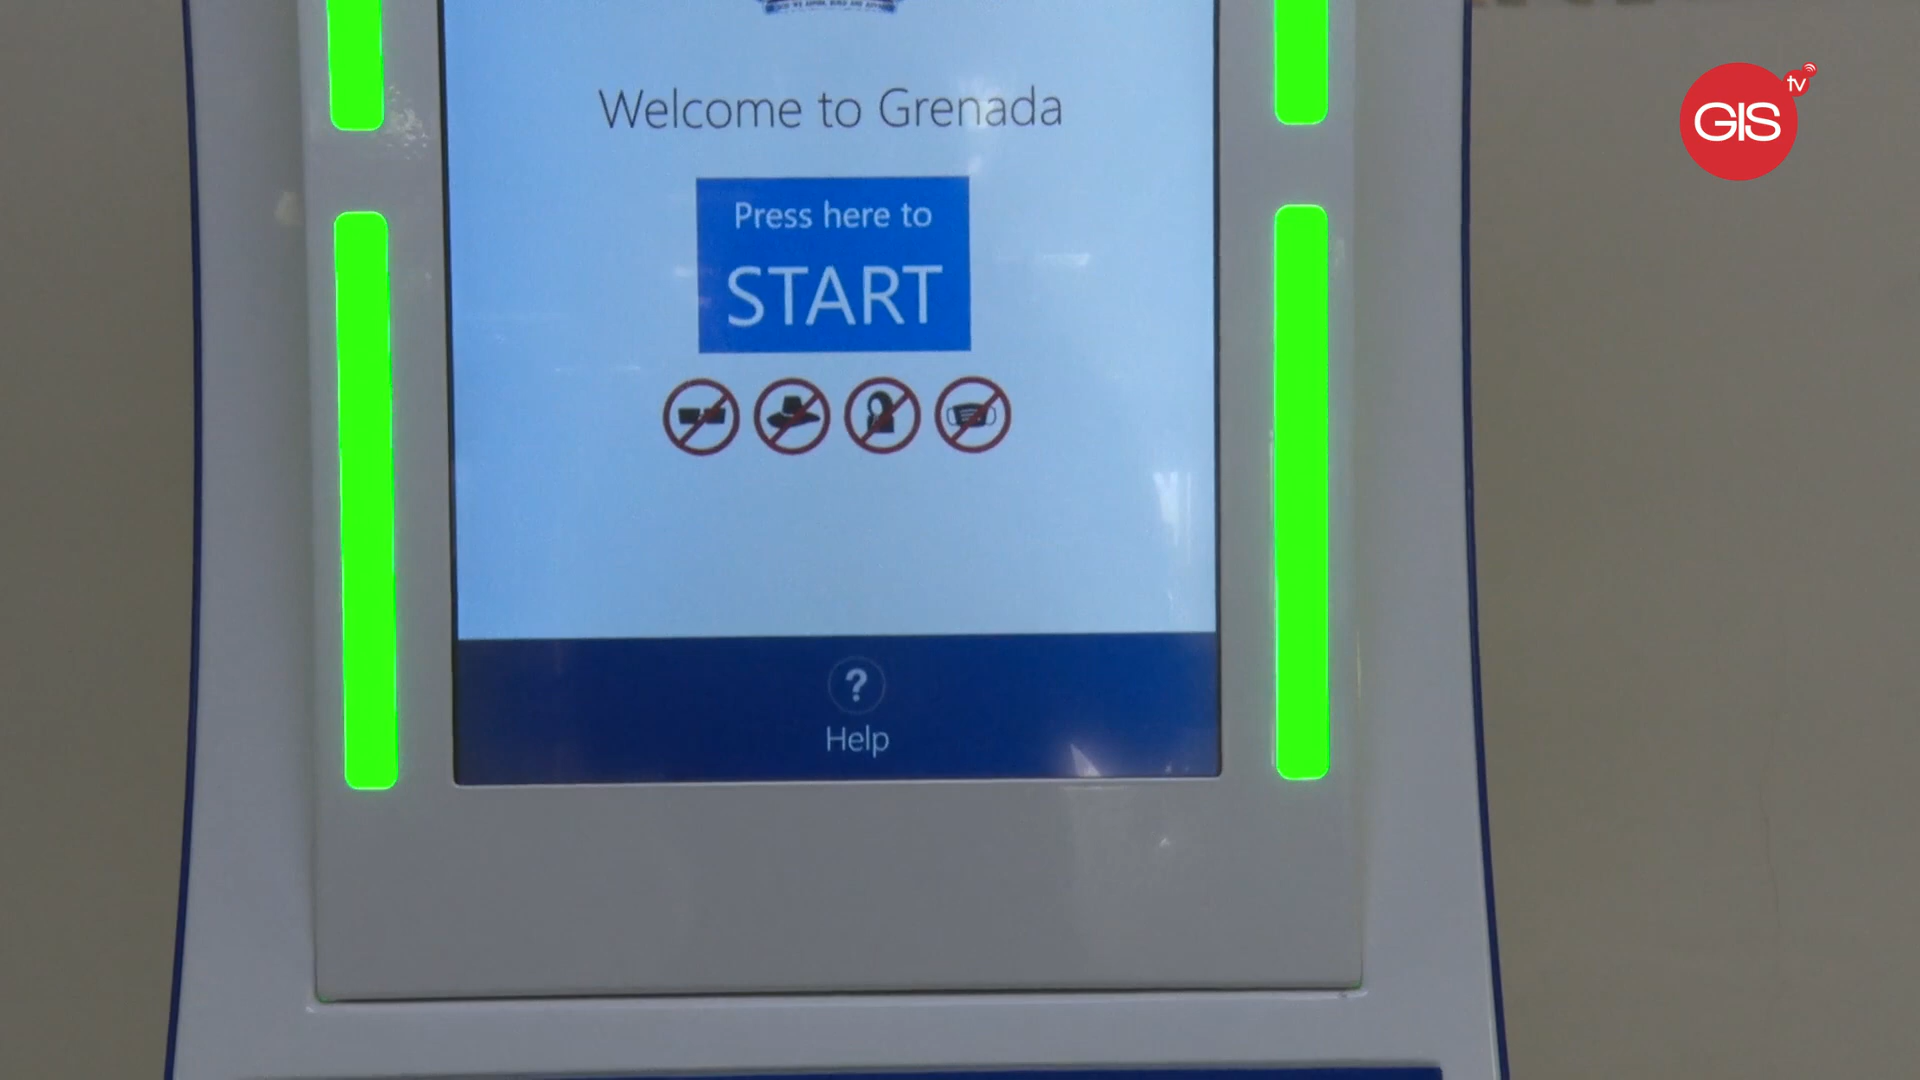 Welcome to Grenada
Press here to
START
?
Help
GIS
tv